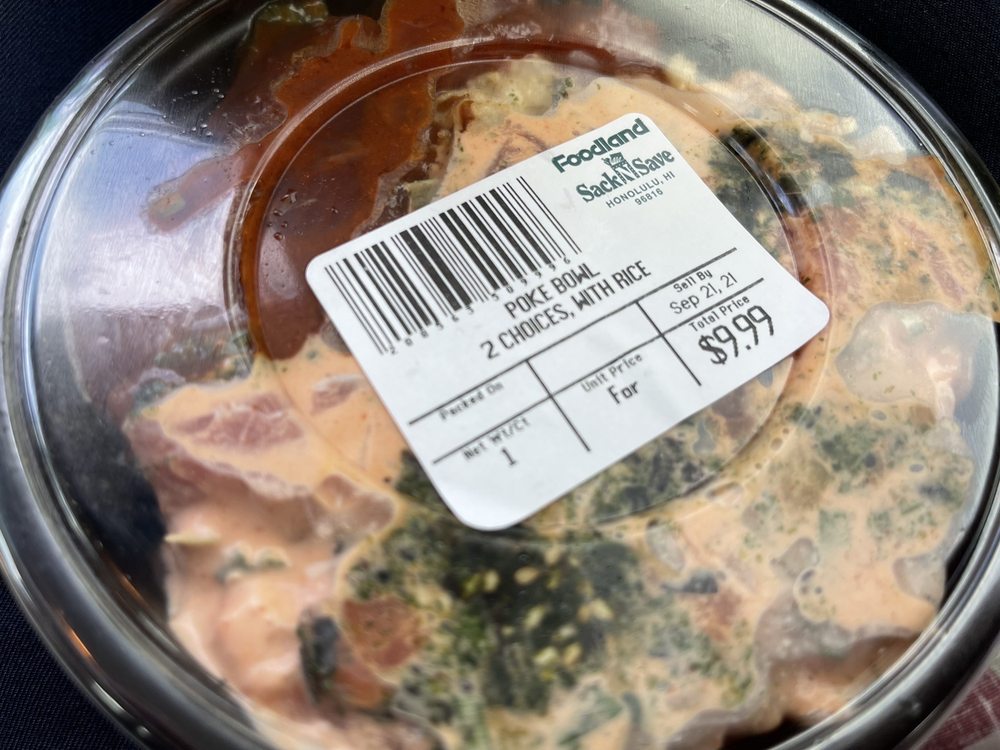 Foodland
Sack N Save
HONOLULU, HI
96816
POKE BOWL
2 CHOICES, WITH RICE
Packed On
Sell By
Sep 21, 21
Net Wt/Ct
1
Unit Price
For
Total Price
$9.99